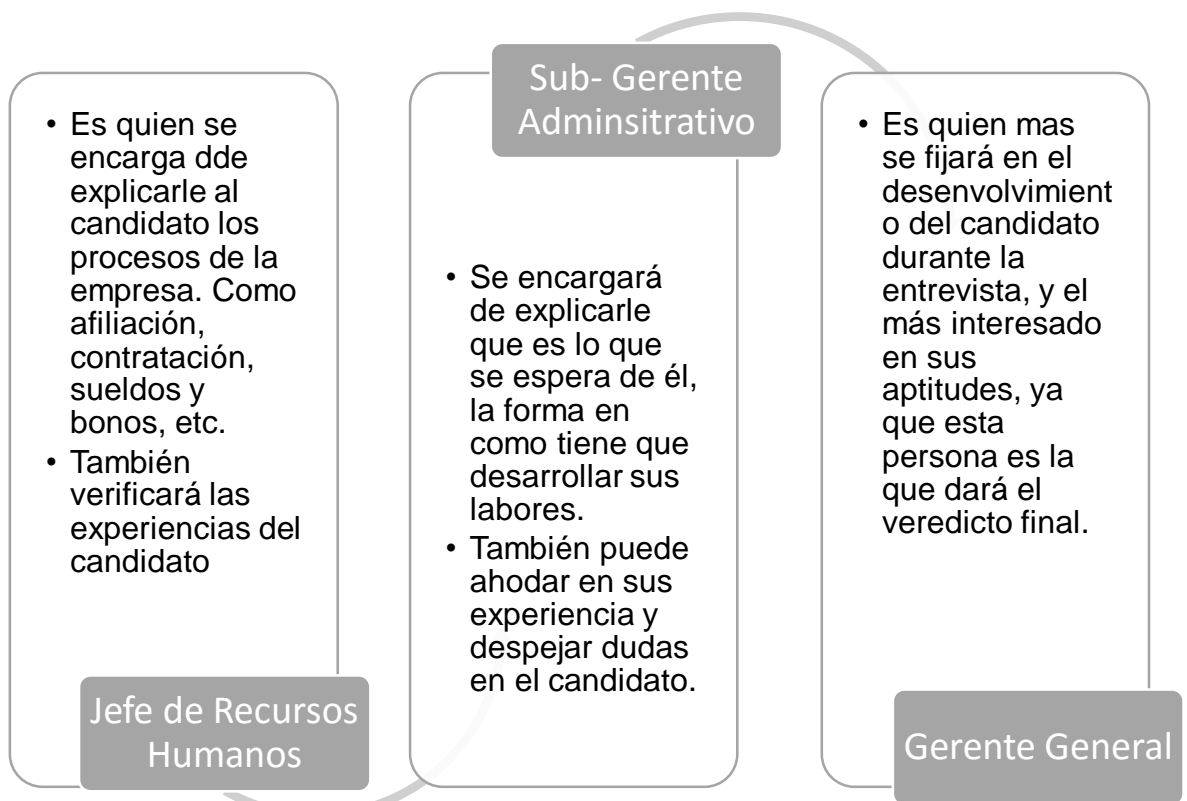 • Es quien se
encarga dde
explicarle al
candidato los
procesos de la
empresa. Como
afiliación,
contratación,
sueldos y
bonos, etc.
• También
verificará las
experiencias del
candidato
Jefe de Recursos
Humanos
Sub- Gerente
Adminsitrativo
• Se encargará
de explicarle
que es lo que
se espera de él,
la forma en
como tiene que
desarrollar sus
labores.
• También puede
ahodar en sus
experiencia y
despejar dudas
en el candidato.
• Es quien mas
se fijará en el
desenvolvimient
o del candidato
durante la
entrevista, y el
más interesado
en sus
aptitudes, ya
que esta
persona es la
que dará el
veredicto final.
Gerente General